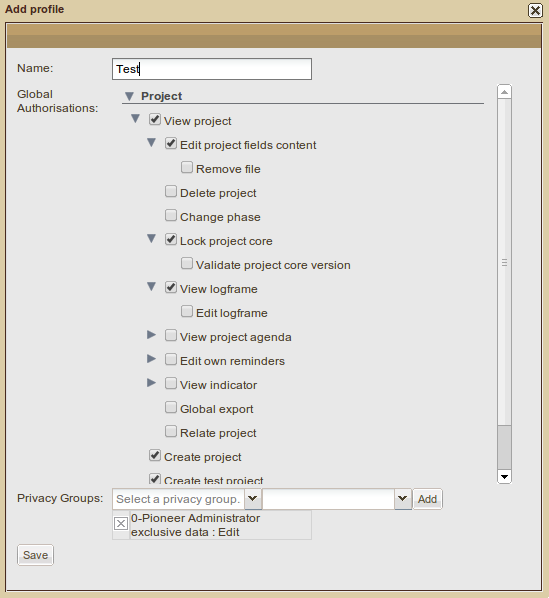 Add profile
Name:
Test
Global
Authorisations:
Project
View project
Edit project fields content
Remove file
Delete project
Change phase
Lock project core
Validate project core version
View logframe
Edit logframe
View project agenda
Edit own reminders
View indicator
Global export
Relate project
Create project
Create test project
Privacy Groups:
Select a privacy group.
Add
0-Pioneer Administrator
exclusive data : Edit
Save